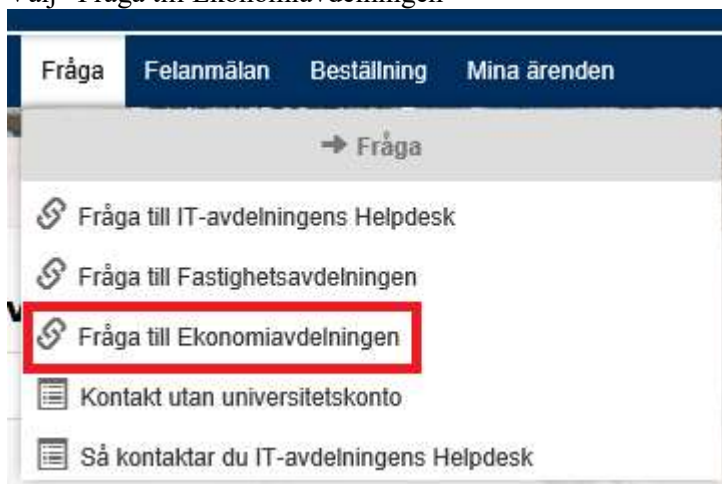 Fråga Felanmälan Beställning Mina ärenden
➔ Fråga
Fråga till IT-avdelningens Helpdesk
Fråga till Fastighetsavdelningen
Fråga till Ekonomiavdelningen
Kontakt utan universitetskonto
Så kontaktar du IT-avdelningens Helpdesk